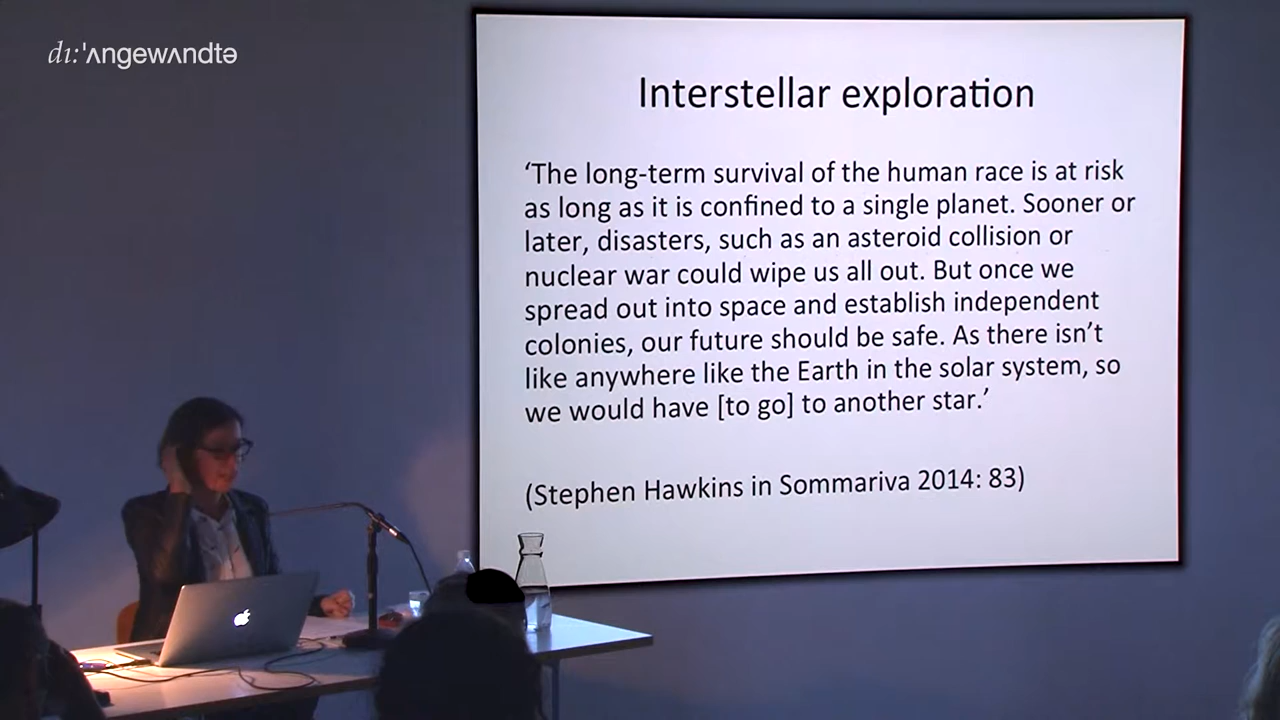 dı:ˈʌngewʌndtə
Interstellar exploration
‘The long-term survival of the human race is at risk
as long as it is confined to a single planet. Sooner or
later, disasters, such as an asteroid collision or
nuclear war could wipe us all out. But once we
spread out into space and establish independent
colonies, our future should be safe. As there isn’t
like anywhere like the Earth in the solar system, so
we would have [to go] to another star.’
(Stephen Hawkins in Sommariva 2014: 83)